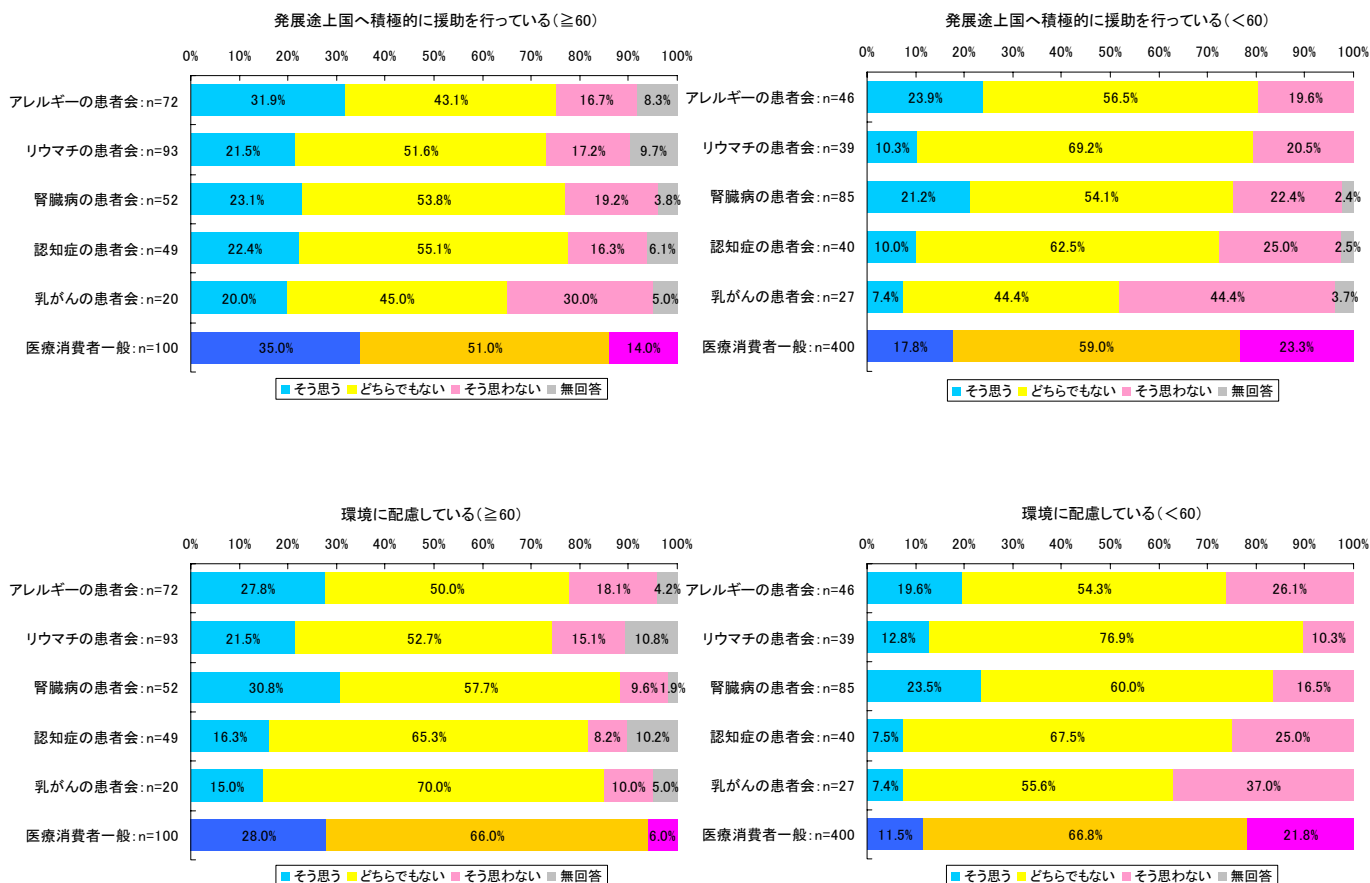 発展途上国へ積極的に援助を行っている(≧60)
0% 10% 20% 30% 40% 50% 60% 70% 80% 90% 100%
アレルギーの患者会:n=72 31.9% 43.1% 16.7% 8.3%
リウマチの患者会:n=93 21.5% 51.6% 17.2% 9.7%
腎臓病の患者会:n=52 23.1% 53.8% 19.2% 3.8%
認知症の患者会:n=49 22.4% 55.1% 16.3% 6.1%
乳がんの患者会:n=20 20.0% 45.0% 30.0% 5.0%
医療消費者一般:n=100 35.0% 51.0% 14.0%
そう思う どちらでもない そう思わない 無回答
発展途上国へ積極的に援助を行っている(<60)
0% 10% 20% 30% 40% 50% 60% 70% 80% 90% 100%
アレルギーの患者会:n=46 23.9% 56.5% 19.6%
リウマチの患者会:n=39 10.3% 69.2% 20.5%
腎臓病の患者会:n=85 21.2% 54.1% 22.4% 2.4%
認知症の患者会:n=40 10.0% 62.5% 25.0% 2.5%
乳がんの患者会:n=27 7.4% 44.4% 44.4% 3.7%
医療消費者一般:n=400 17.8% 59.0% 23.3%
そう思う どちらでもない そう思わない 無回答
環境に配慮している(≧60)
0% 10% 20% 30% 40% 50% 60% 70% 80% 90% 100%
アレルギーの患者会:n=72 27.8% 50.0% 18.1% 4.2%
リウマチの患者会:n=93 21.5% 52.7% 15.1% 10.8%
腎臓病の患者会:n=52 30.8% 57.7% 9.6% 1.9%
認知症の患者会:n=49 16.3% 65.3% 8.2% 10.2%
乳がんの患者会:n=20 15.0% 70.0% 10.0% 5.0%
医療消費者一般:n=100 28.0% 66.0% 6.0%
そう思う どちらでもない そう思わない 無回答
環境に配慮している(<60)
0% 10% 20% 30% 40% 50% 60% 70% 80% 90% 100%
アレルギーの患者会:n=46 19.6% 54.3% 26.1%
リウマチの患者会:n=39 12.8% 76.9% 10.3%
腎臓病の患者会:n=85 23.5% 60.0% 16.5%
認知症の患者会:n=40 7.5% 67.5% 25.0%
乳がんの患者会:n=27 7.4% 55.6% 37.0%
医療消費者一般:n=400 11.5% 66.8% 21.8%
そう思う どちらでもない そう思わない 無回答